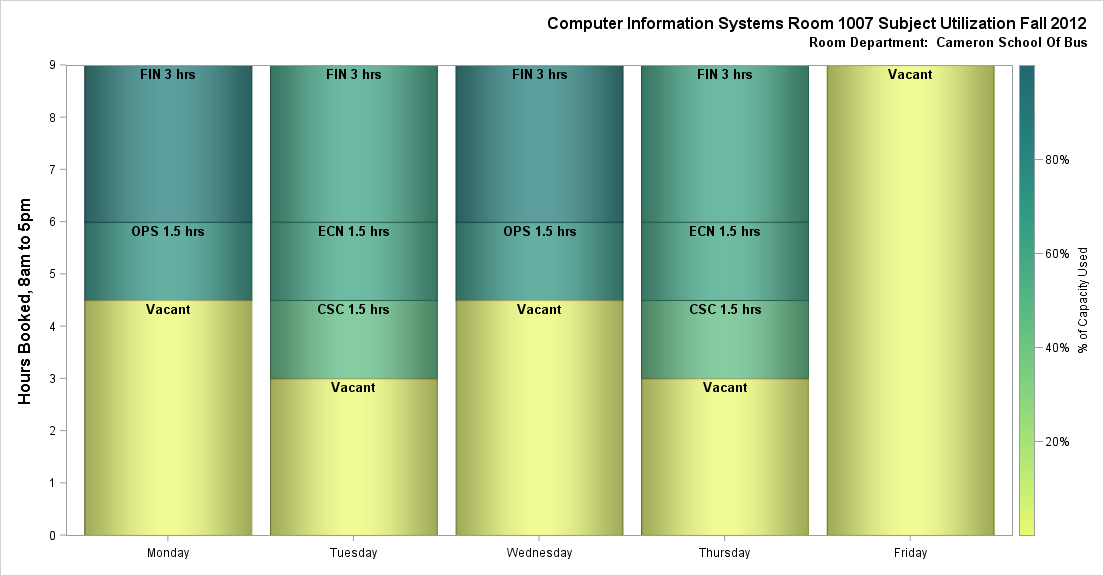 Computer Information Systems Room 1007 Subject Utilization Fall 2012
Room Department:  Cameron School Of Bus
Hours Booked, 8am to 5pm
9
8
7
6
5
4
3
2
1
0
FIN 3 hrs
OPS 1.5 hrs
Vacant
FIN 3 hrs
ECN 1.5 hrs
CSC 1.5 hrs
Vacant
FIN 3 hrs
OPS 1.5 hrs
Vacant
FIN 3 hrs
ECN 1.5 hrs
CSC 1.5 hrs
Vacant
Vacant
Monday
Tuesday
Wednesday
Thursday
Friday
80%
60%
40%
20%
% of Capacity Used